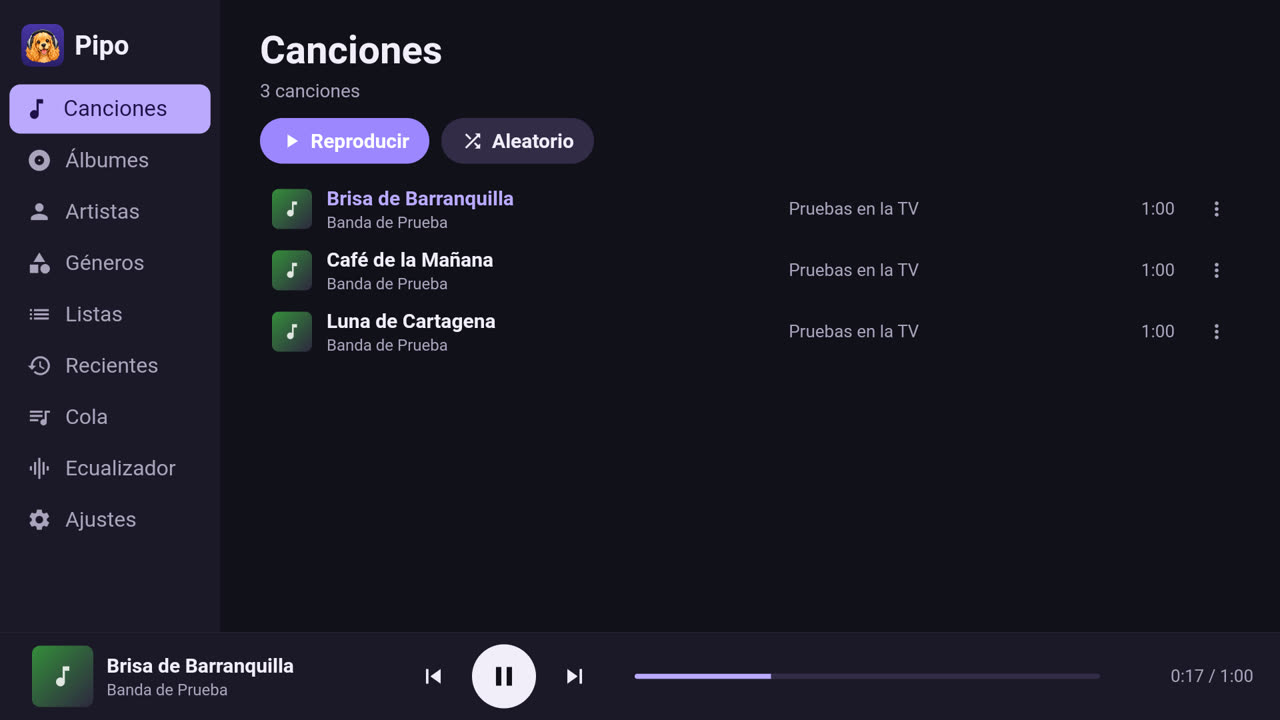 Pipo
Canciones
Álbumes
Artistas
Géneros
Listas
Recientes
Cola
Ecualizador
Ajustes
Canciones
3 canciones
Reproducir Aleatorio
Brisa de Barranquilla
Banda de Prueba
Pruebas en la TV 1:00
Café de la Mañana
Banda de Prueba
Pruebas en la TV 1:00
Luna de Cartagena
Banda de Prueba
Pruebas en la TV 1:00
Brisa de Barranquilla
Banda de Prueba
0:17 / 1:00